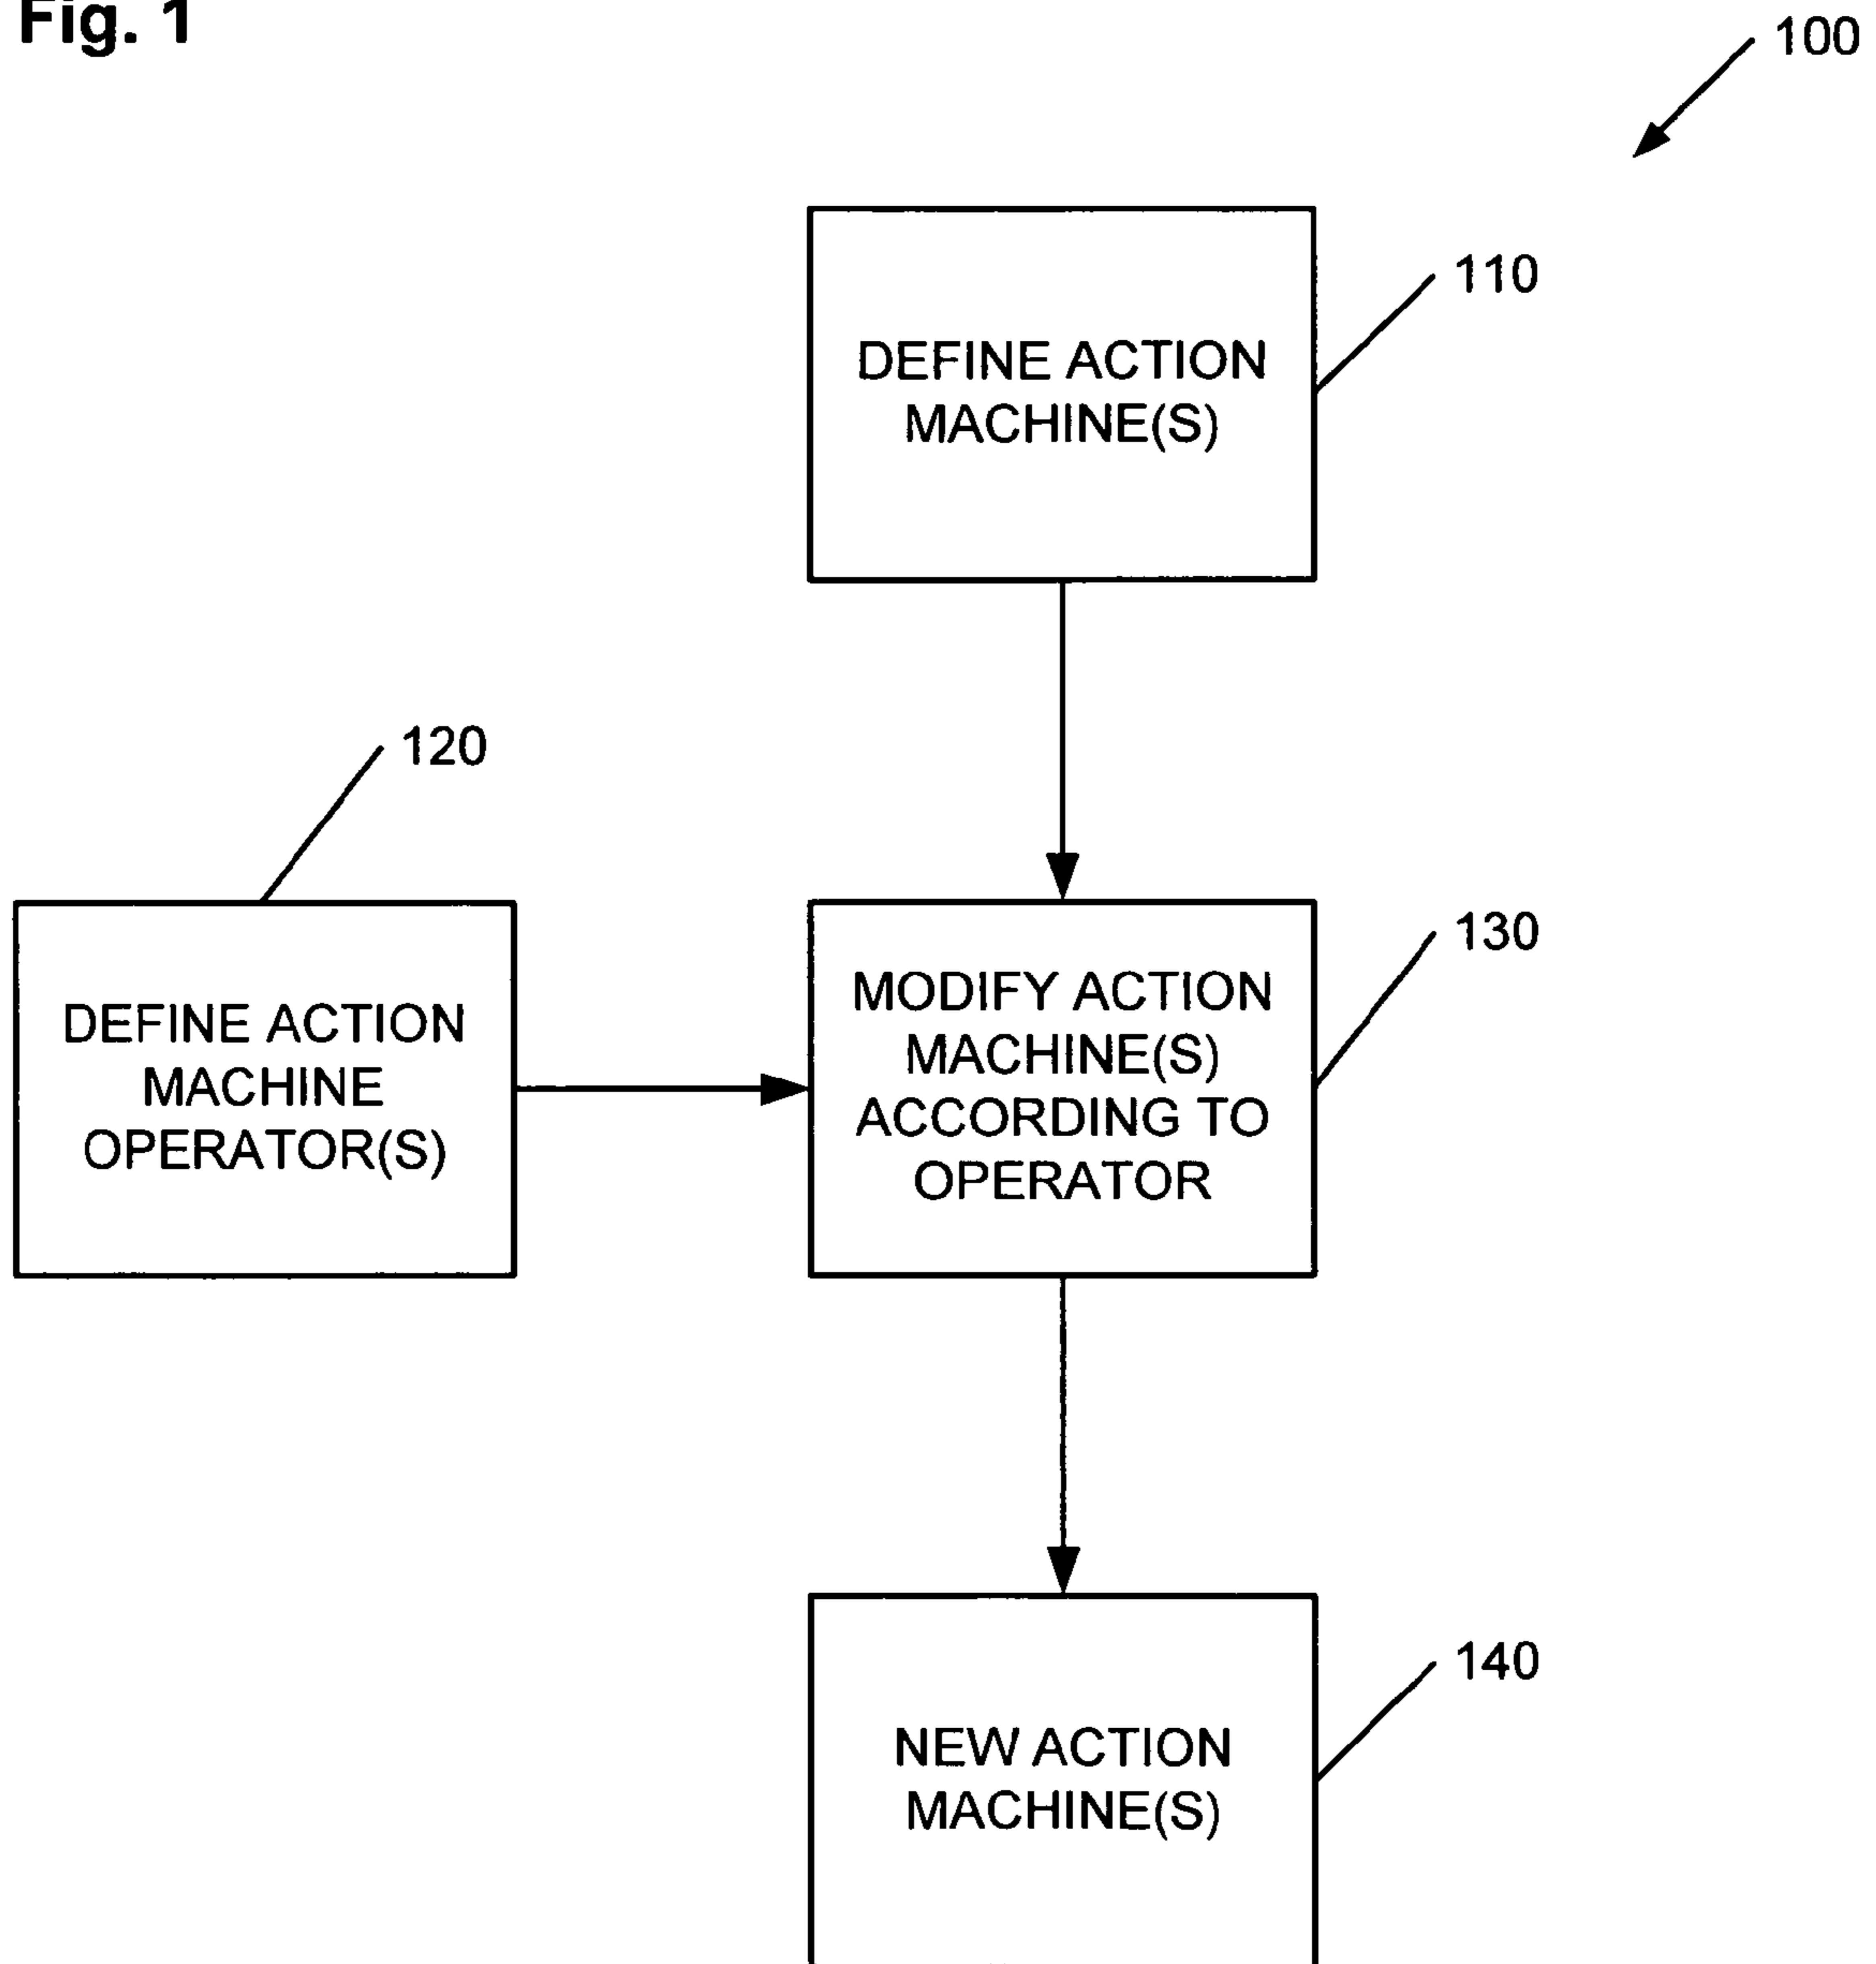 Fig. 1
100
110
DEFINE ACTION
MACHINE(S)
120
130
DEFINE ACTION
MACHINE
OPERATOR(S)
MODIFY ACTION
MACHINE(S)
ACCORDING TO
OPERATOR
140
NEW ACTION
MACHINE(S)